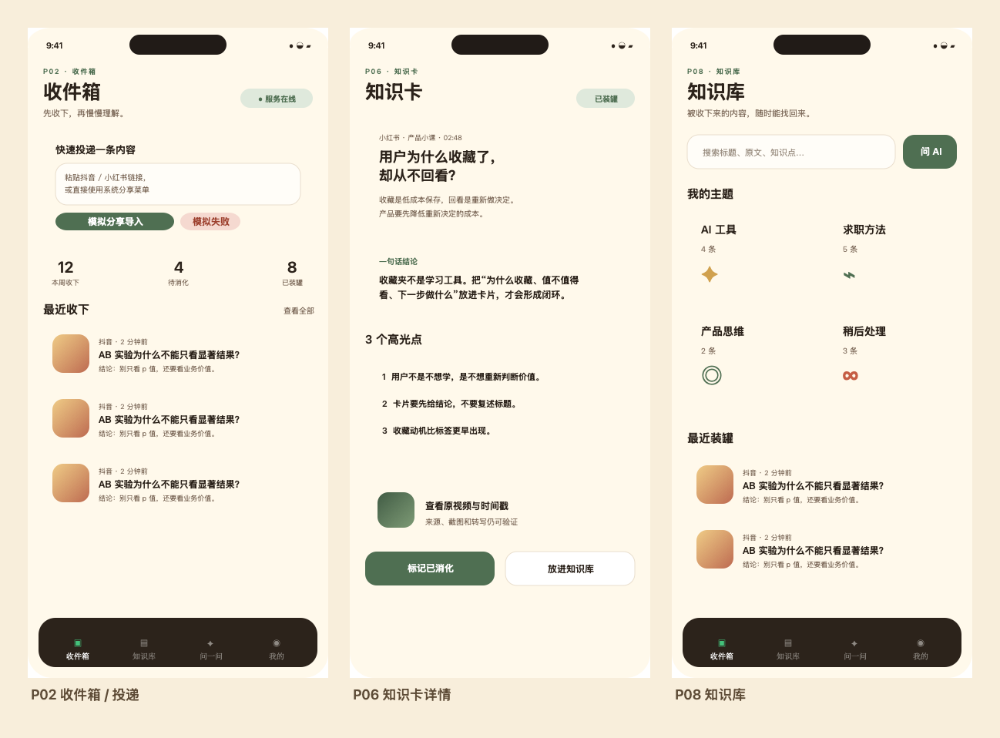 9:41
P02 · 收件箱
收件箱
● 服务在线
先收下，再慢慢理解。
快速投递一条内容
粘贴抖音 / 小红书链接，
或直接使用系统分享菜单
模拟分享导入
模拟失败
12
本周收下
4
待消化
8
已装罐
最近收下
查看全部
抖音 · 2 分钟前
AB 实验为什么不能只看显著结果？
结论：别只看 p 值，还要看业务价值。
抖音 · 2 分钟前
AB 实验为什么不能只看显著结果？
结论：别只看 p 值，还要看业务价值。
抖音 · 2 分钟前
AB 实验为什么不能只看显著结果？
结论：别只看 p 值，还要看业务价值。
收件箱
知识库
问一问
我的
P02 收件箱 / 投递
9:41
P06 · 知识卡
知识卡
已装罐
小红书 · 产品小课 · 02:48
用户为什么收藏了，
却从不回看？
收藏是低成本保存，回看是重新做决定。
产品要先降低重新决定的成本。
一句话结论
收藏夹不是学习工具。把“为什么收藏、值不值得
看、下一步做什么”放进卡片，才会形成闭环。
3 个高光点
1 用户不是不想学，是不想重新判断价值。
2 卡片要先给结论，不要复述标题。
3 收藏动机比标签更早出现。
查看原视频与时间戳
来源、截图和转写仍可验证
标记已消化
放进知识库
P06 知识卡详情
9:41
P08 · 知识库
知识库
被收下来的内容，随时能找回来。
搜索标题、原文、知识点...
问 AI
我的主题
AI 工具
4 条
求职方法
5 条
产品思维
2 条
稍后处理
3 条
最近装罐
抖音 · 2 分钟前
AB 实验为什么不能只看显著结果？
结论：别只看 p 值，还要看业务价值。
抖音 · 2 分钟前
AB 实验为什么不能只看显著结果？
结论：别只看 p 值，还要看业务价值。
收件箱
知识库
问一问
我的
P08 知识库